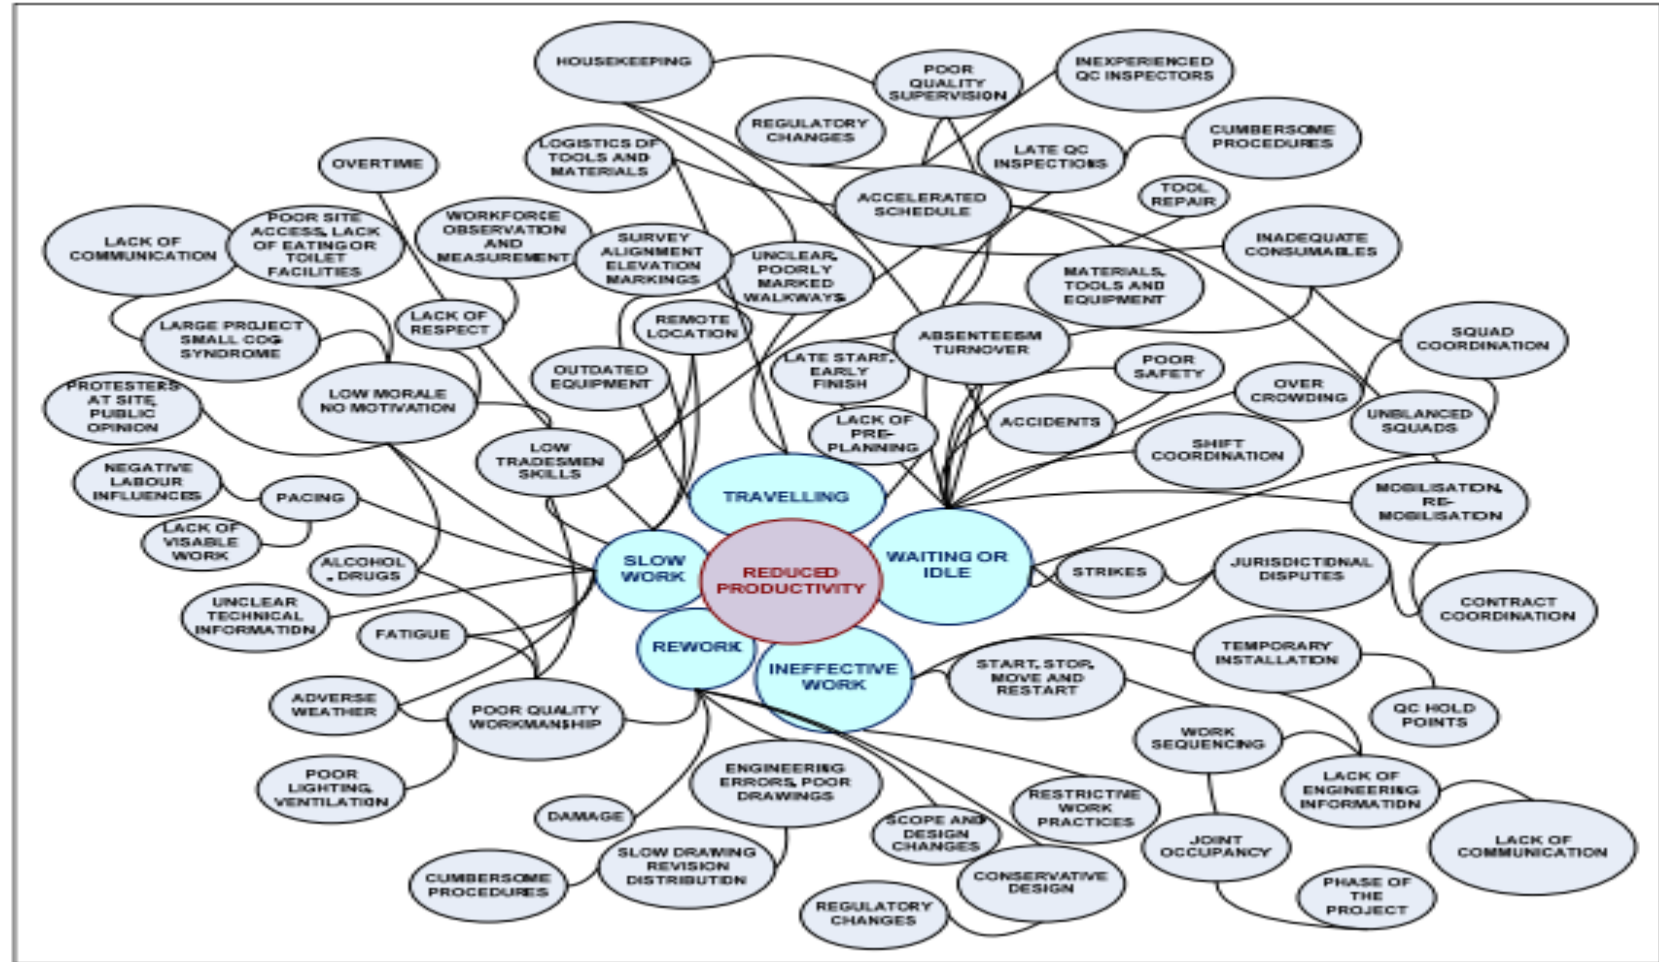 HOUSEKEEPING
POOR
QUALITY
SUPERVISION
INEXPERIENCED
QC INSPECTORS
REGULATORY
CHANGES
CUMBERSOME
PROCEDURES
LOGISTICS OF
TOOLS AND
MATERIALS
LATE QC
INSPECTIONS
OVERTIME
TOOL
REPAIR
ACCELERATED
SCHEDULE
LACK OF
COMMUNICATION
POOR SITE
ACCESS, LACK
OF EATING OR
TOILET
FACILITIES
WORKFORCE
OBSERVATION
AND
MEASUREMENT
SURVEY
ALIGNMENT
ELEVATION
MARKINGS
UNCLEAR,
POORLY
MARKED
WALKWAYS
INADEQUATE
CONSUMABLES
MATERIALS,
TOOLS AND
EQUIPMENT
LARGE PROJECT
SMALL COG
SYNDROME
LACK OF
RESPECT
REMOTE
LOCATION
ABSENTEEISM
TURNOVER
SQUAD
COORDINATION
OUTDATED
EQUIPMENT
LATE START,
EARLY
FINISH
POOR
SAFETY
OVER
CROWDING
PROTESTERS
AT SITE,
PUBLIC
OPINION
LOW MORALE
NO MOTIVATION
LACK OF
PRE-
PLANNING
ACCIDENTS
UNBLANCED
SQUADS
LOW
TRADESMEN
SKILLS
SHIFT
COORDINATION
NEGATIVE
LABOUR
INFLUENCES
PACING
TRAVELLING
MOBILISATION,
RE-
MOBILISATION
LACK OF
VISABLE
WORK
ALCOHOL
, DRUGS
SLOW
WORK
REDUCED
PRODUCTIVITY
WAITING OR
IDLE
STRIKES
JURISDICTIONAL
DISPUTES
CONTRACT
COORDINATION
UNCLEAR
TECHNICAL
INFORMATION
FATIGUE
REWORK
INEFFECTIVE
WORK
START, STOP,
MOVE AND
RESTART
TEMPORARY
INSTALLATION
ADVERSE
WEATHER
POOR QUALITY
WORKMANSHIP
QC HOLD
POINTS
WORK
SEQUENCING
POOR
LIGHTING,
VENTILATION
ENGINEERING
ERRORS, POOR
DRAWINGS
LACK OF
ENGINEERING
INFORMATION
RESTRICTIVE
WORK
PRACTICES
DAMAGE
SCOPE AND
DESIGN
CHANGES
JOINT
OCCUPANCY
LACK OF
COMMUNICATION
SLOW DRAWING
REVISION
DISTRIBUTION
CUMBERSOME
PROCEDURES
CONSERVATIVE
DESIGN
PHASE OF
THE
PROJECT
REGULATORY
CHANGES